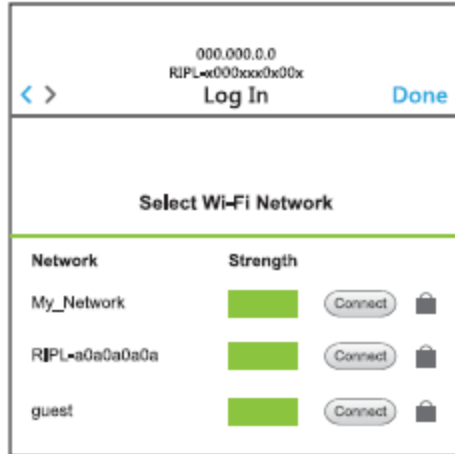 000.000.0.0
RIPL-x000xxx0x00x
< > Log In Done
Select Wi-Fi Network
Network Strength
My_Network Connect
RIPL-a0a0a0a0a Connect
guest Connect